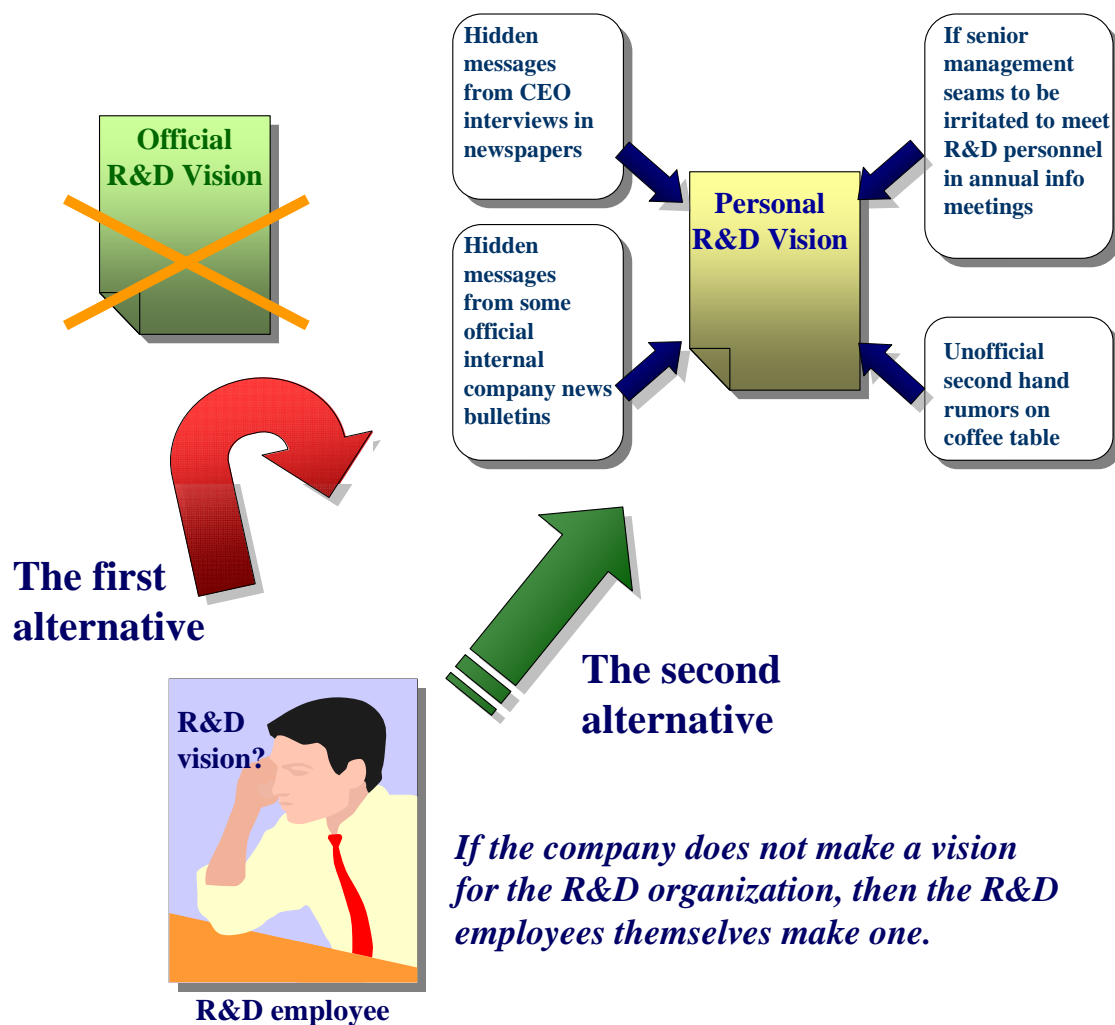 Official
R&D Vision
Hidden
messages
from CEO
interviews in
newspapers
If senior
management
seams to be
irritated to meet
R&D personnel
in annual info
meetings
Personal
R&D Vision
Hidden
messages
from some
official
internal
company news
bulletins
Unofficial
second hand
rumors on
coffee table
The first
alternative
The second
alternative
R&D
vision?
If the company does not make a vision
for the R&D organization, then the R&D
employees themselves make one.
R&D employee